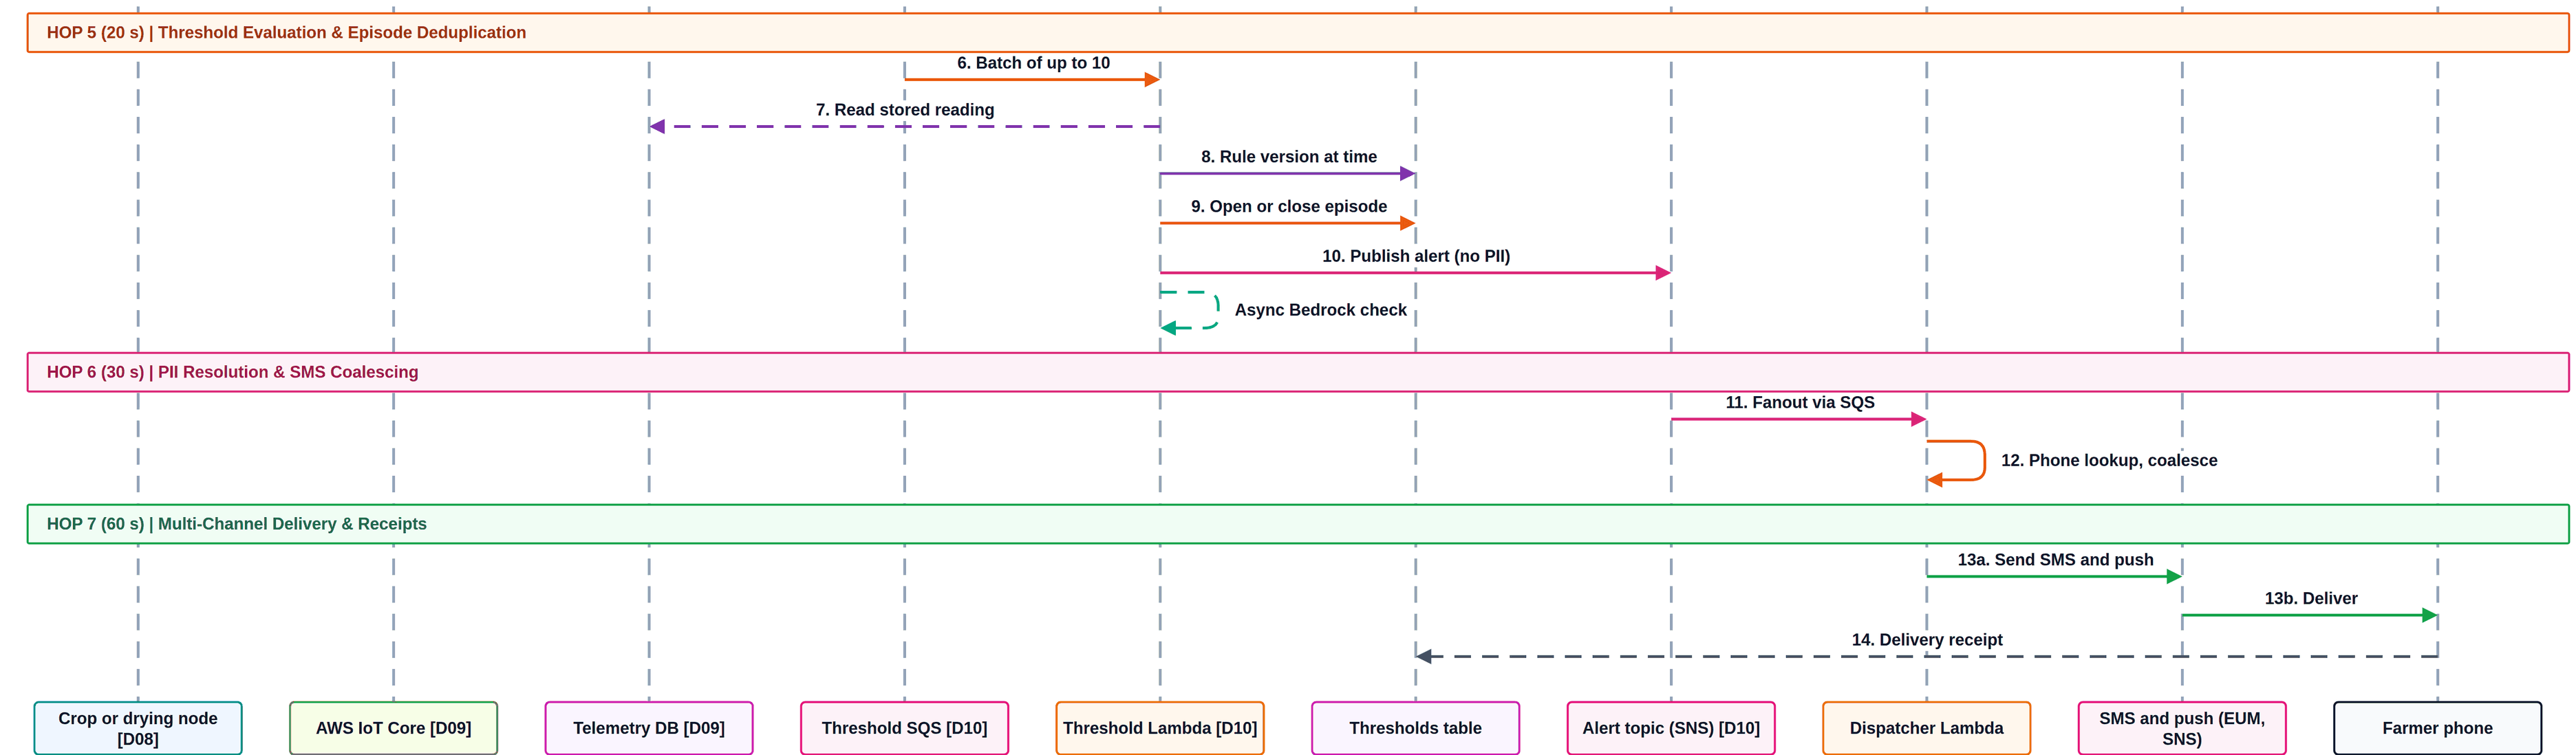 HOP 5 (20 s) | Threshold Evaluation & Episode Deduplication
6. Batch of up to 10
7. Read stored reading
8. Rule version at time
9. Open or close episode
10. Publish alert (no PII)
Async Bedrock check
HOP 6 (30 s) | PII Resolution & SMS Coalescing
11. Fanout via SQS
12. Phone lookup, coalesce
HOP 7 (60 s) | Multi-Channel Delivery & Receipts
13a. Send SMS and push
13b. Deliver
14. Delivery receipt
Crop or drying node
[D08]
AWS IoT Core [D09]
Telemetry DB [D09]
Threshold SQS [D10]
Threshold Lambda [D10]
Thresholds table
Alert topic (SNS) [D10]
Dispatcher Lambda
SMS and push (EUM,
SNS)
Farmer phone